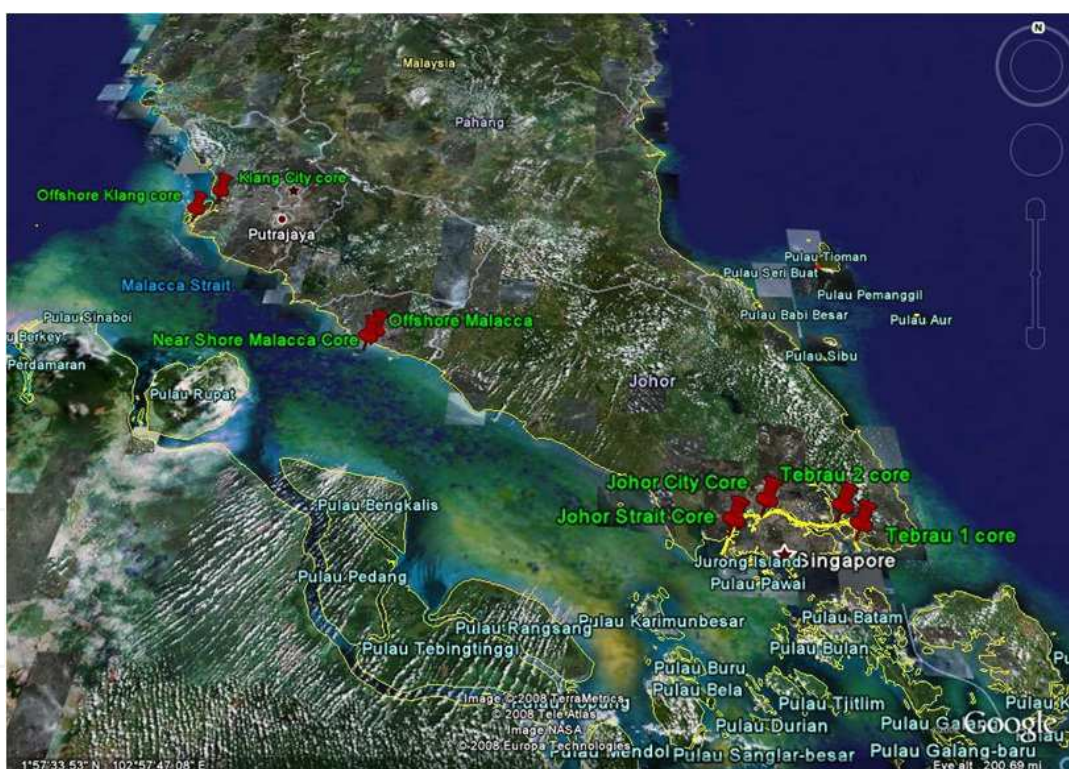 N
Malaysia
Pahang
Klang City core
Offshore Klang core
Putrajaya
Pulau Tioman
Pulau Seri Buat
Malacca Strait
Pulau Pemanggil
Pulau Sinaboi
Pulau Babi Besar
Offshore Malacca
Pulau Aur
u Berkey
Near Shore Malacca Core
Pulau Sibu
Perdamaran
Johor
Pulau Rupat
Tebrau 2 core
Johor City Core
Pulau Bengkalis
Johor Strait Core
Tebrau 1 core
Jurong Island
Singapore
Pulau Pedang
Pulau Pawai
Pulau Rangsang
Pulau Karimunbesar
Pulau Batam
Pulau Tebingtinggi
Pulau Bulan
Pulau Buru
Pulau Bela
Pulau Tjitlim
Image © 2008 TerraMetrics
© 2008 Tele Atlas
Pulau Durian
Google
Image NASA
© 2008 Europa Technologies
Mendol
Pulau Sanglar-besar
Pulau Galang-baru
1°57'33.53" N 102°57'47.08" E
Eye alt 200.69 mi